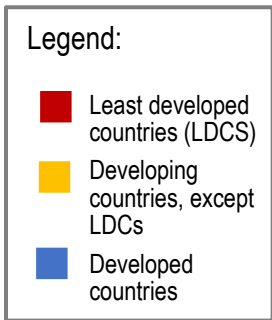 Legend:
Least developed
countries (LDCS)
Developing
countries, except
LDCs
Developed
countries